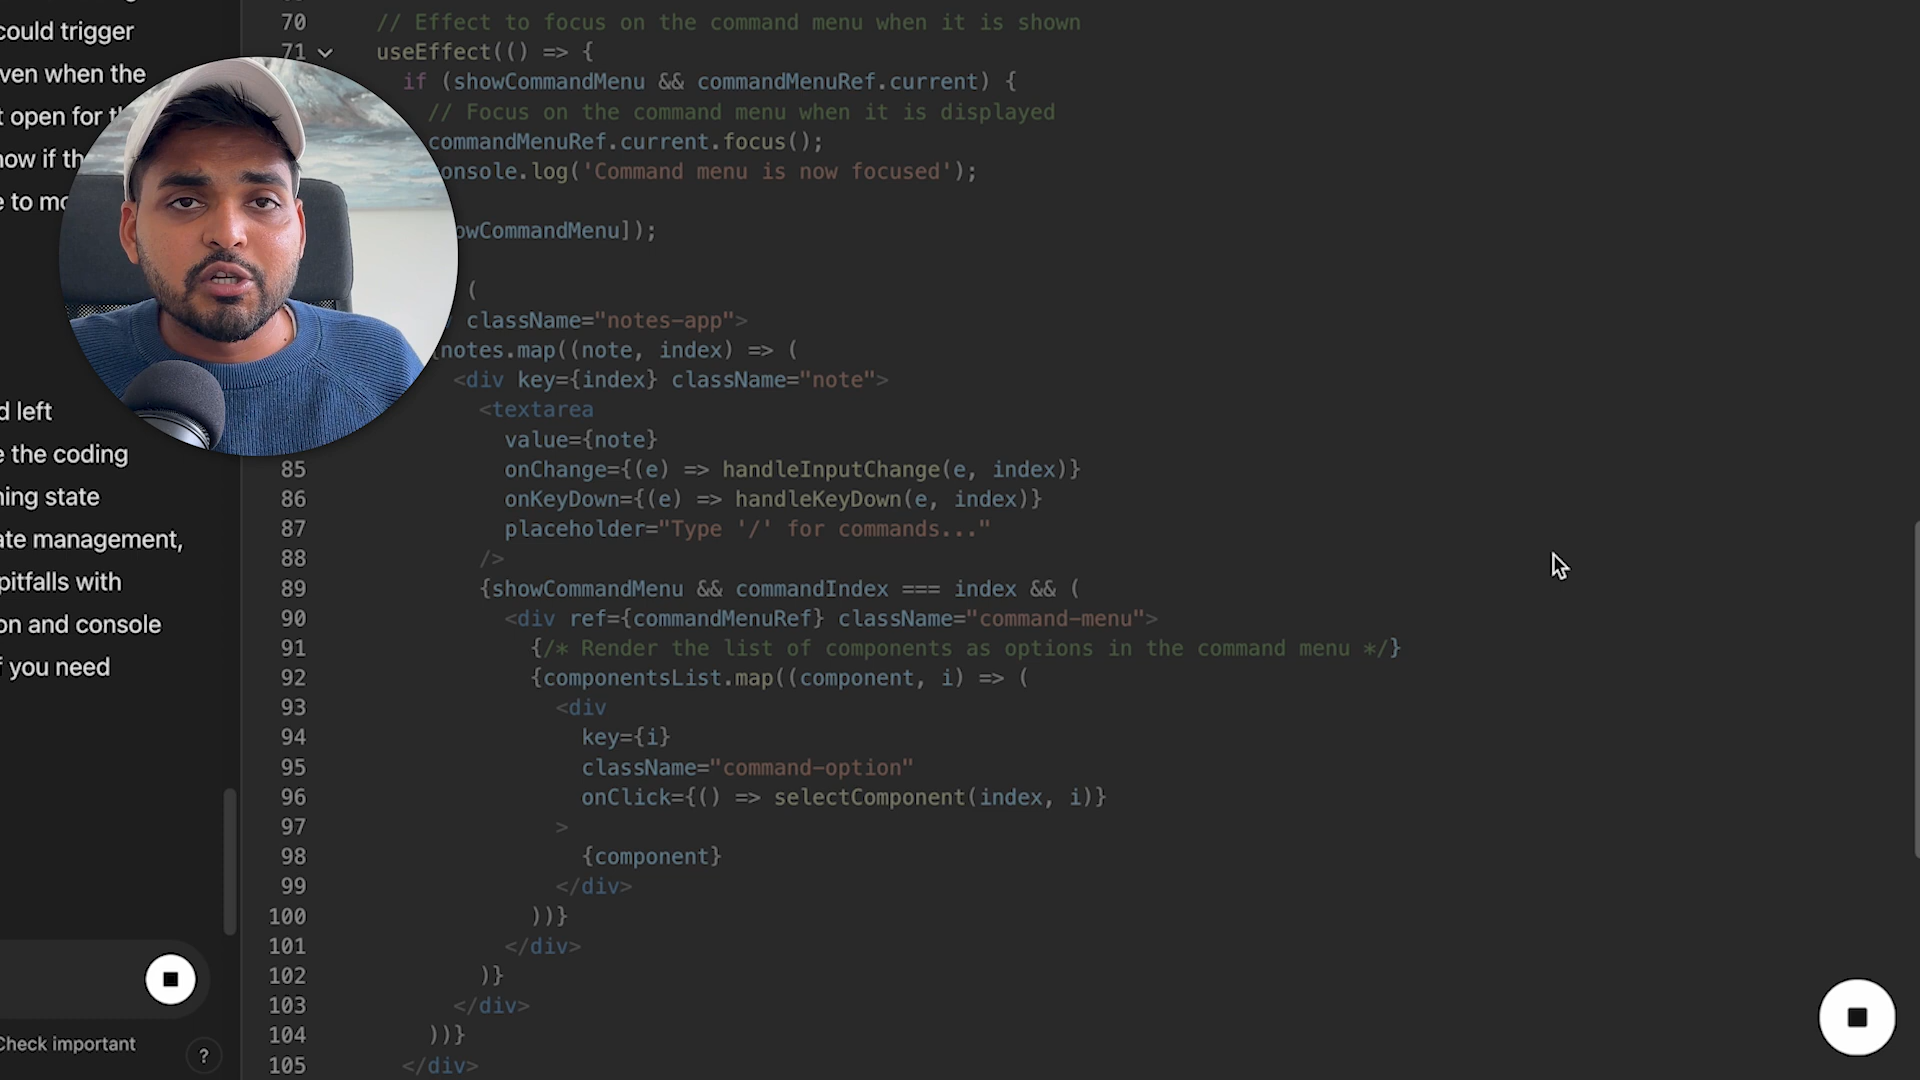 could trigger
ven when the
t open for
now if
e to
d left
e the coding
ning state
ate management,
pitfalls with
on and console
f you need
Check important
?
70 // Effect to focus on the command menu when it is shown
71 useEffect(() => {
if (showCommandMenu && commandMenuRef.current) {
// Focus on the command menu when it is displayed
commandMenuRef.current.focus();
onsole.log('Command menu is now focused');
owCommandMenu]);
(
className="notes-app">
notes.map((note, index) => (
<div key={index} className="note">
<textarea
value={note}
85 onChange={(e) => handleInputChange(e, index)}
86 onKeyDown={(e) => handleKeyDown(e, index)}
87 placeholder="Type '/' for commands..."
88 />
89 {showCommandMenu && commandIndex === index && (
90 <div ref={commandMenuRef} className="command-menu">
91 {/* Render the list of components as options in the command menu */}
92 {componentsList.map((component, i) => (
93 <div
94 key={i}
95 className="command-option"
96 onClick={() => selectComponent(index, i)}
97 >
98 {component}
99 </div>
100 ))}
101 </div>
102 )}
103 </div>
104 ))}
105 </div>